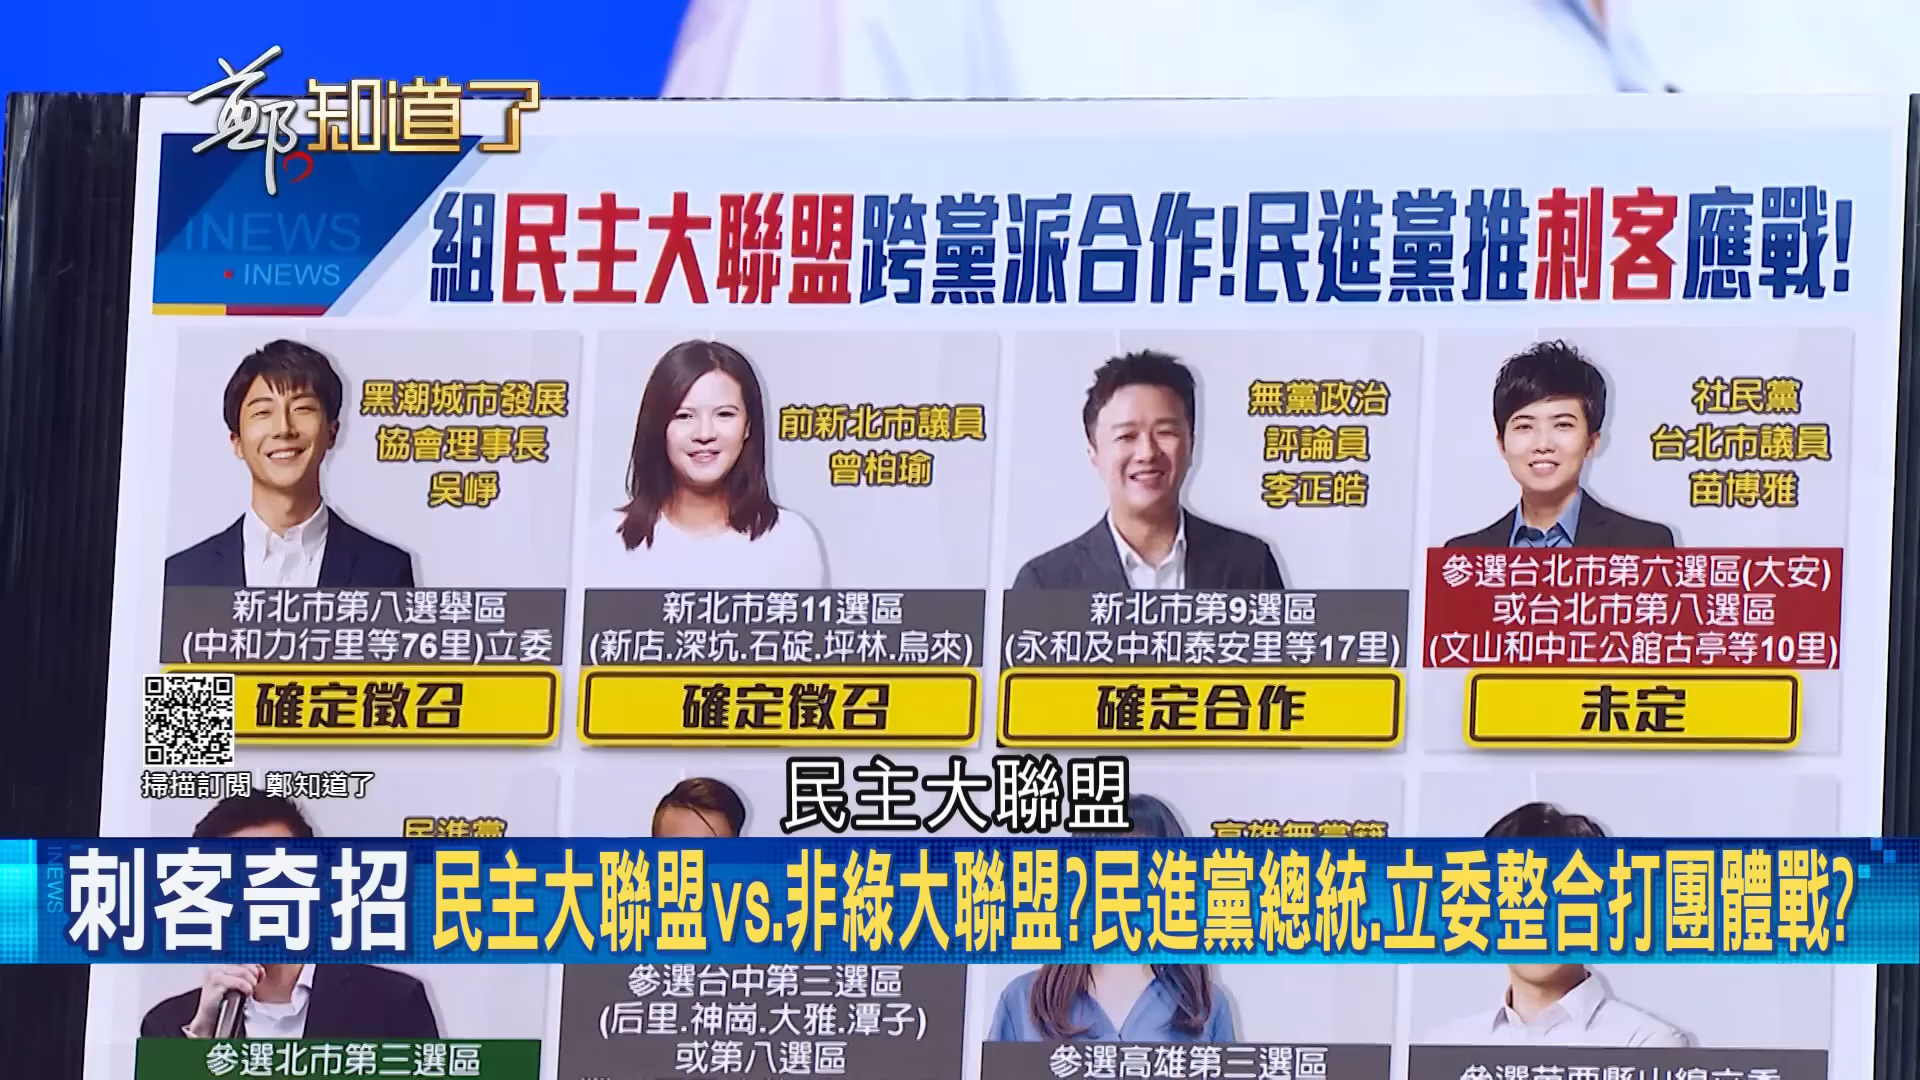 鄭知道了
INEWS
INEWS
組民主大聯盟跨黨派合作!民進黨推刺客應戰!
黑潮城市發展
協會理事長
吳崢
新北市第八選舉區
(中和力行里等76里)立委
確定徵召
前新北市議員
曾柏瑜
新北市第11選區
(新店.深坑.石碇.坪林.烏來)
確定徵召
無黨政治
評論員
李正皓
新北市第9選區
(永和及中和泰安里等17里)
確定合作
社民黨
台北市議員
苗博雅
參選台北市第六選區(大安)
或台北市第八選區
(文山和中正公館古亭等10里)
未定
掃描訂閱 鄭知道了
民主大聯盟
民進黨
高雄無黨籍
INEWS
刺客奇招
民主大聯盟vs.非綠大聯盟?民進黨總統.立委整合打團體戰?
參選北市第三選區
參選台中第三選區
(后里.神岡.大雅.潭子)
或第八選區
參選高雄第三選區